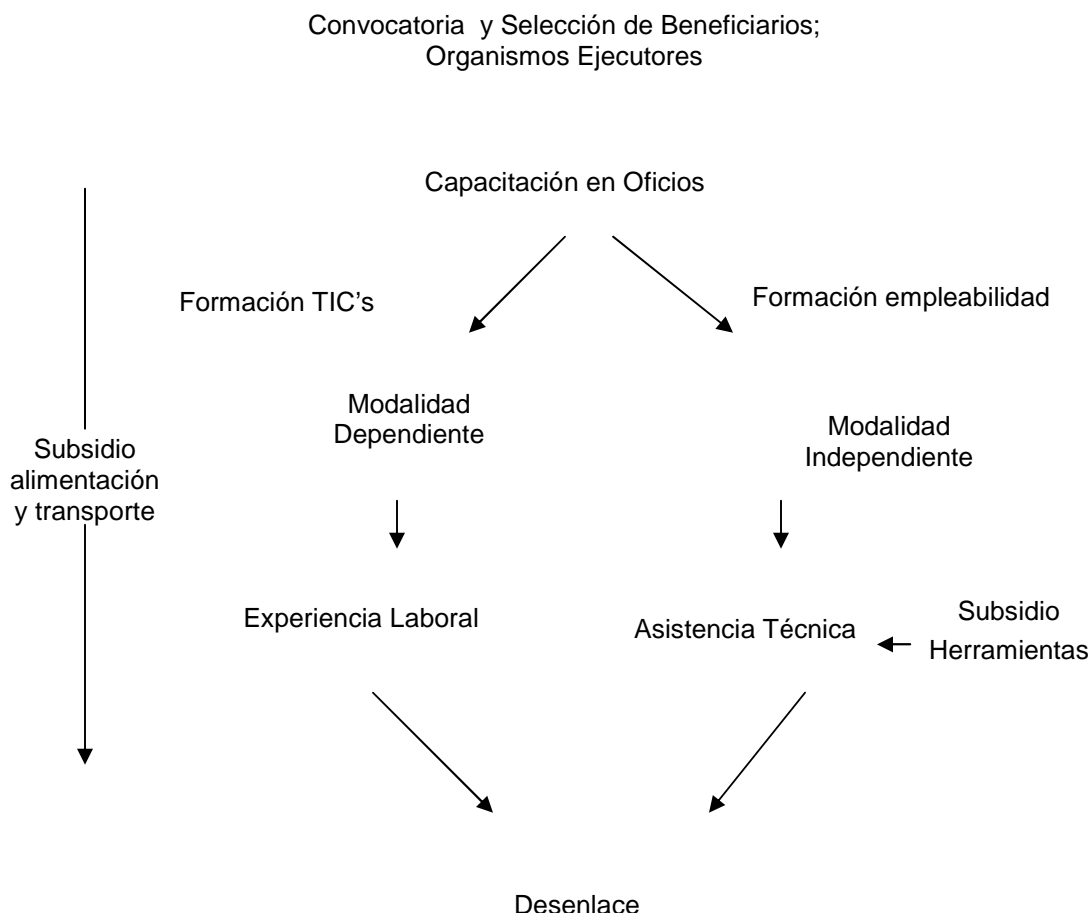 Convocatoria  y Selección de Beneficiarios;
Organismos Ejecutores
Capacitación en Oficios
Formación TIC’s
Formación empleabilidad
Modalidad
Dependiente
Modalidad
Independiente
Subsidio
alimentación
y transporte
Experiencia Laboral
Asistencia Técnica
Subsidio
Herramientas
Desenlace